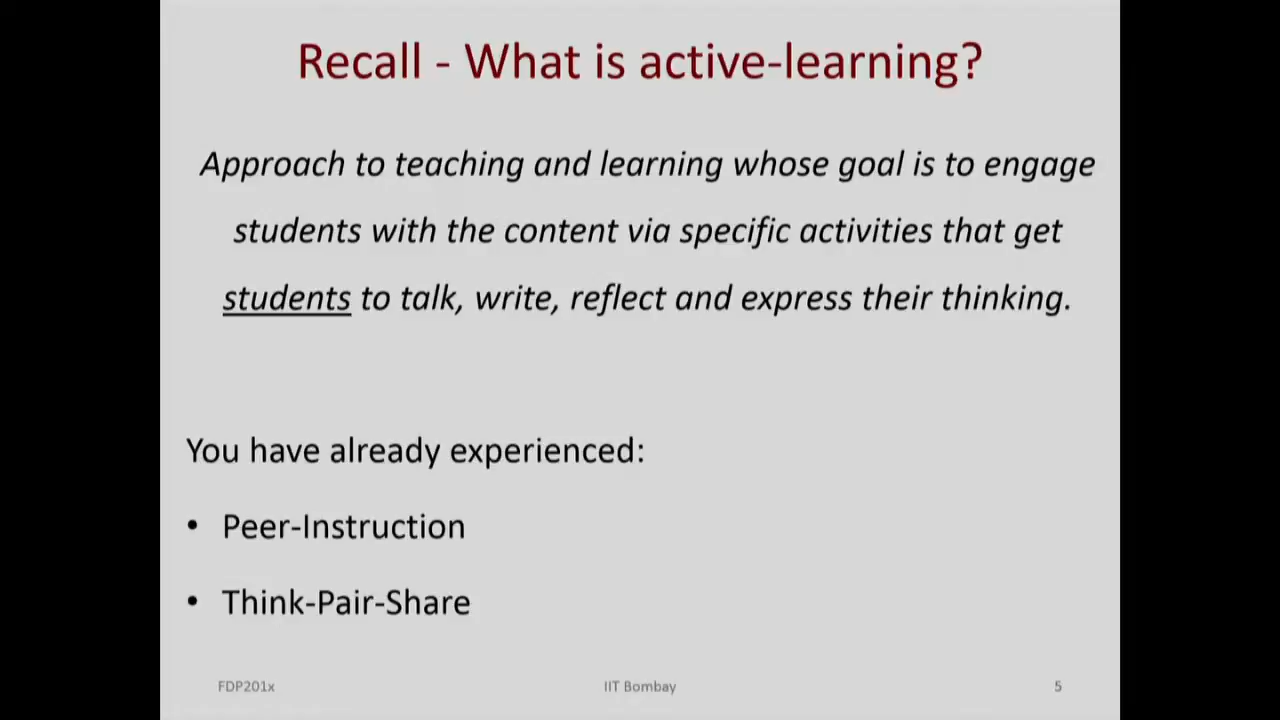 Recall - What is active-learning?
Approach to teaching and learning whose goal is to engage
students with the content via specific activities that get
students to talk, write, reflect and express their thinking.
You have already experienced:
• Peer-Instruction
• Think-Pair-Share
FDP201x IIT Bombay 5